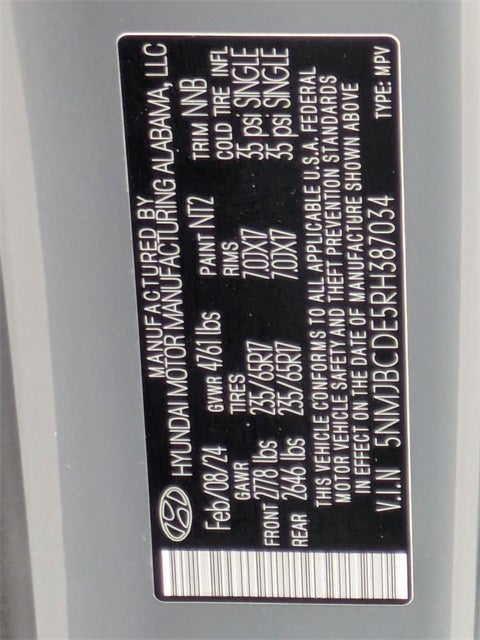 MANUFACTURED BY
HYUNDAI MOTOR MANUFACTURING ALABAMA, LLC
Feb/08/24 GVWR 4761 lbs PAINT NT2 TRIM NNB
GAWR TIRES RIMS COLD TIRE INFL
FRONT 2778 lbs 235/65R17 7.0JX17 35 psi SINGLE
REAR 2646 lbs 235/65R17 7.0JX17 35 psi SINGLE
THIS VEHICLE CONFORMS TO ALL APPLICABLE U.S.A. FEDERAL
MOTOR VEHICLE SAFETY AND THEFT PREVENTION STANDARDS
IN EFFECT ON THE DATE OF MANUFACTURE SHOWN ABOVE
V.I.N 5NMJBCDE5RH387034 TYPE: MPV